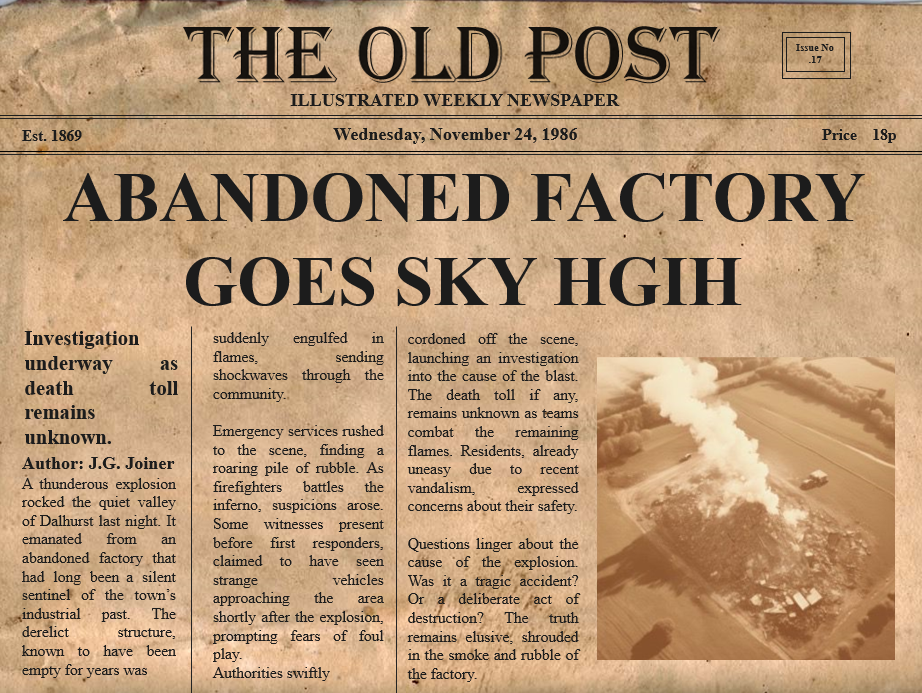 THE OLD POST
Issue No
.17
ILLUSTRATED WEEKLY NEWSPAPER
Est. 1869
Wednesday, November 24, 1986
Price 18p
ABANDONED FACTORY
GOES SKY HGIH
Investigation
underway as
death toll
remains
unknown.
Author: J.G. Joiner
A thunderous explosion
rocked the quiet valley
of Dalhurst last night. It
emanated from an
abandoned factory that
had long been a silent
sentinel of the town's
industrial past. The
derelict structure,
known to have been
empty for years was
suddenly engulfed in
flames, sending
shockwaves through the
community.
Emergency services rushed
to the scene, finding a
roaring pile of rubble. As
firefighters battles the
inferno, suspicions arose.
Some witnesses present
before first responders,
claimed to have seen
strange vehicles
approaching the area
shortly after the explosion,
prompting fears of foul
play.
Authorities swiftly
cordoned off the scene,
launching an investigation
into the cause of the blast.
The death toll if any,
remains unknown as teams
combat the remaining
flames. Residents, already
uneasy due to recent
vandalism, expressed
concerns about their safety.
Questions linger about the
cause of the explosion.
Was it a tragic accident?
Or a deliberate act of
destruction? The truth
remains elusive, shrouded
in the smoke and rubble of
the factory.